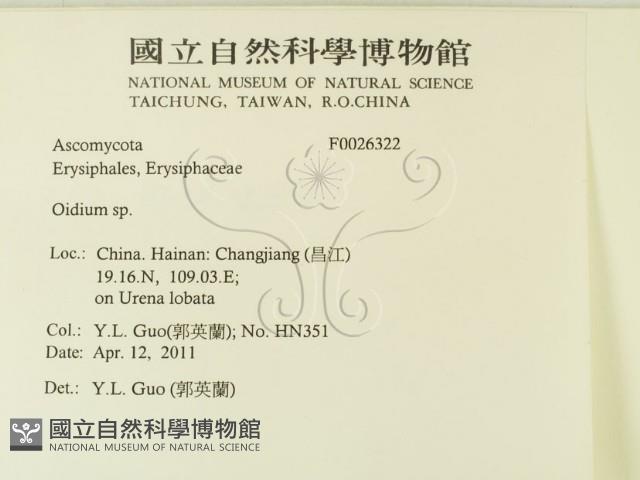 國立自然科學博物館
NATIONAL MUSEUM OF NATURAL SCIENCE
TAICHUNG, TAIWAN, R.O.CHINA
Ascomycota F0026322
Erysiphales, Erysiphaceae
Oidium sp.
Loc.: China. Hainan: Changjiang (昌江)
19.16.N, 109.03.E;
on Urena lobata
Col.: Y.L. Guo(郭英蘭); No. HN351
Date: Apr. 12, 2011
Det.: Y.L. Guo (郭英蘭)
國立自然科學博物館
NATIONAL MUSEUM OF NATURAL SCIENCE